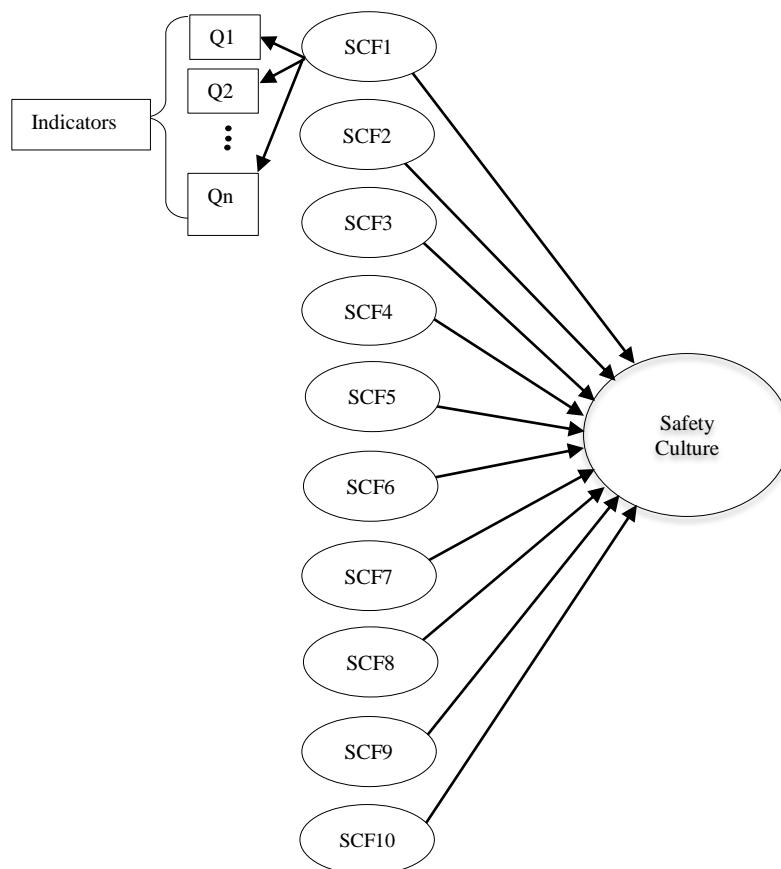 Q1
SCF1
Q2
Indicators
SCF2
Qn
SCF3
SCF4
SCF5
Safety
Culture
SCF6
SCF7
SCF8
SCF9
SCF10